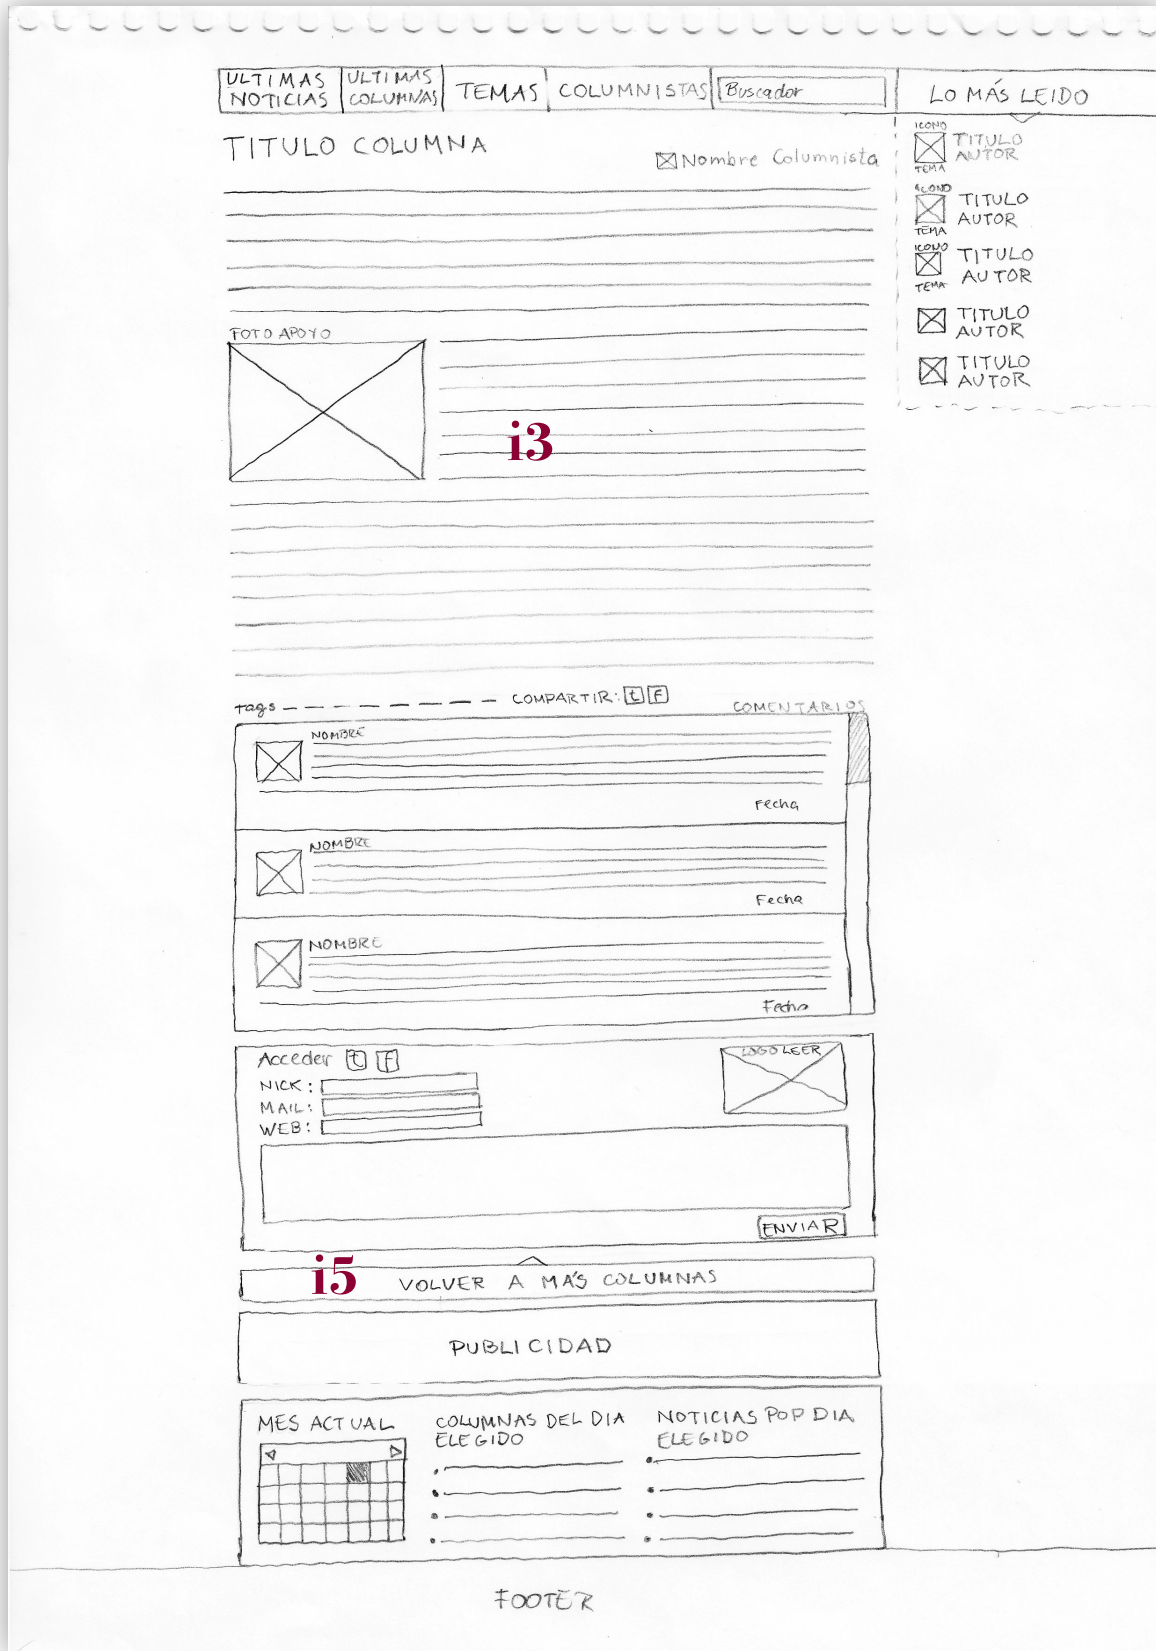 ULTIMAS
NOTICIAS
ULTIMAS
COLUMNAS
TEMAS
COLUMNISTAS
Buscador
LO MÁS LEIDO
TITULO COLUMNA
Nombre Columnista
ICONO
TITULO
AUTOR
TEMA
ICONO
TITULO
AUTOR
TEMA
ICONO
TITULO
AUTOR
TEMA
TITULO
AUTOR
TITULO
AUTOR
FOTO APOYO
i3
Tags
COMPARTIR: t F
COMENTARIOS
NOMBRE
Fecha
NOMBRE
Fecha
NOMBRE
Fecha
Acceder t F
LOGO LEER
NICK:
MAIL:
WEB:
ENVIAR
i5
VOLVER A MÁS COLUMNAS
PUBLICIDAD
MES ACTUAL
COLUMNAS DEL DIA
ELEGIDO
NOTICIAS POP DIA
ELEGIDO
FOOTER